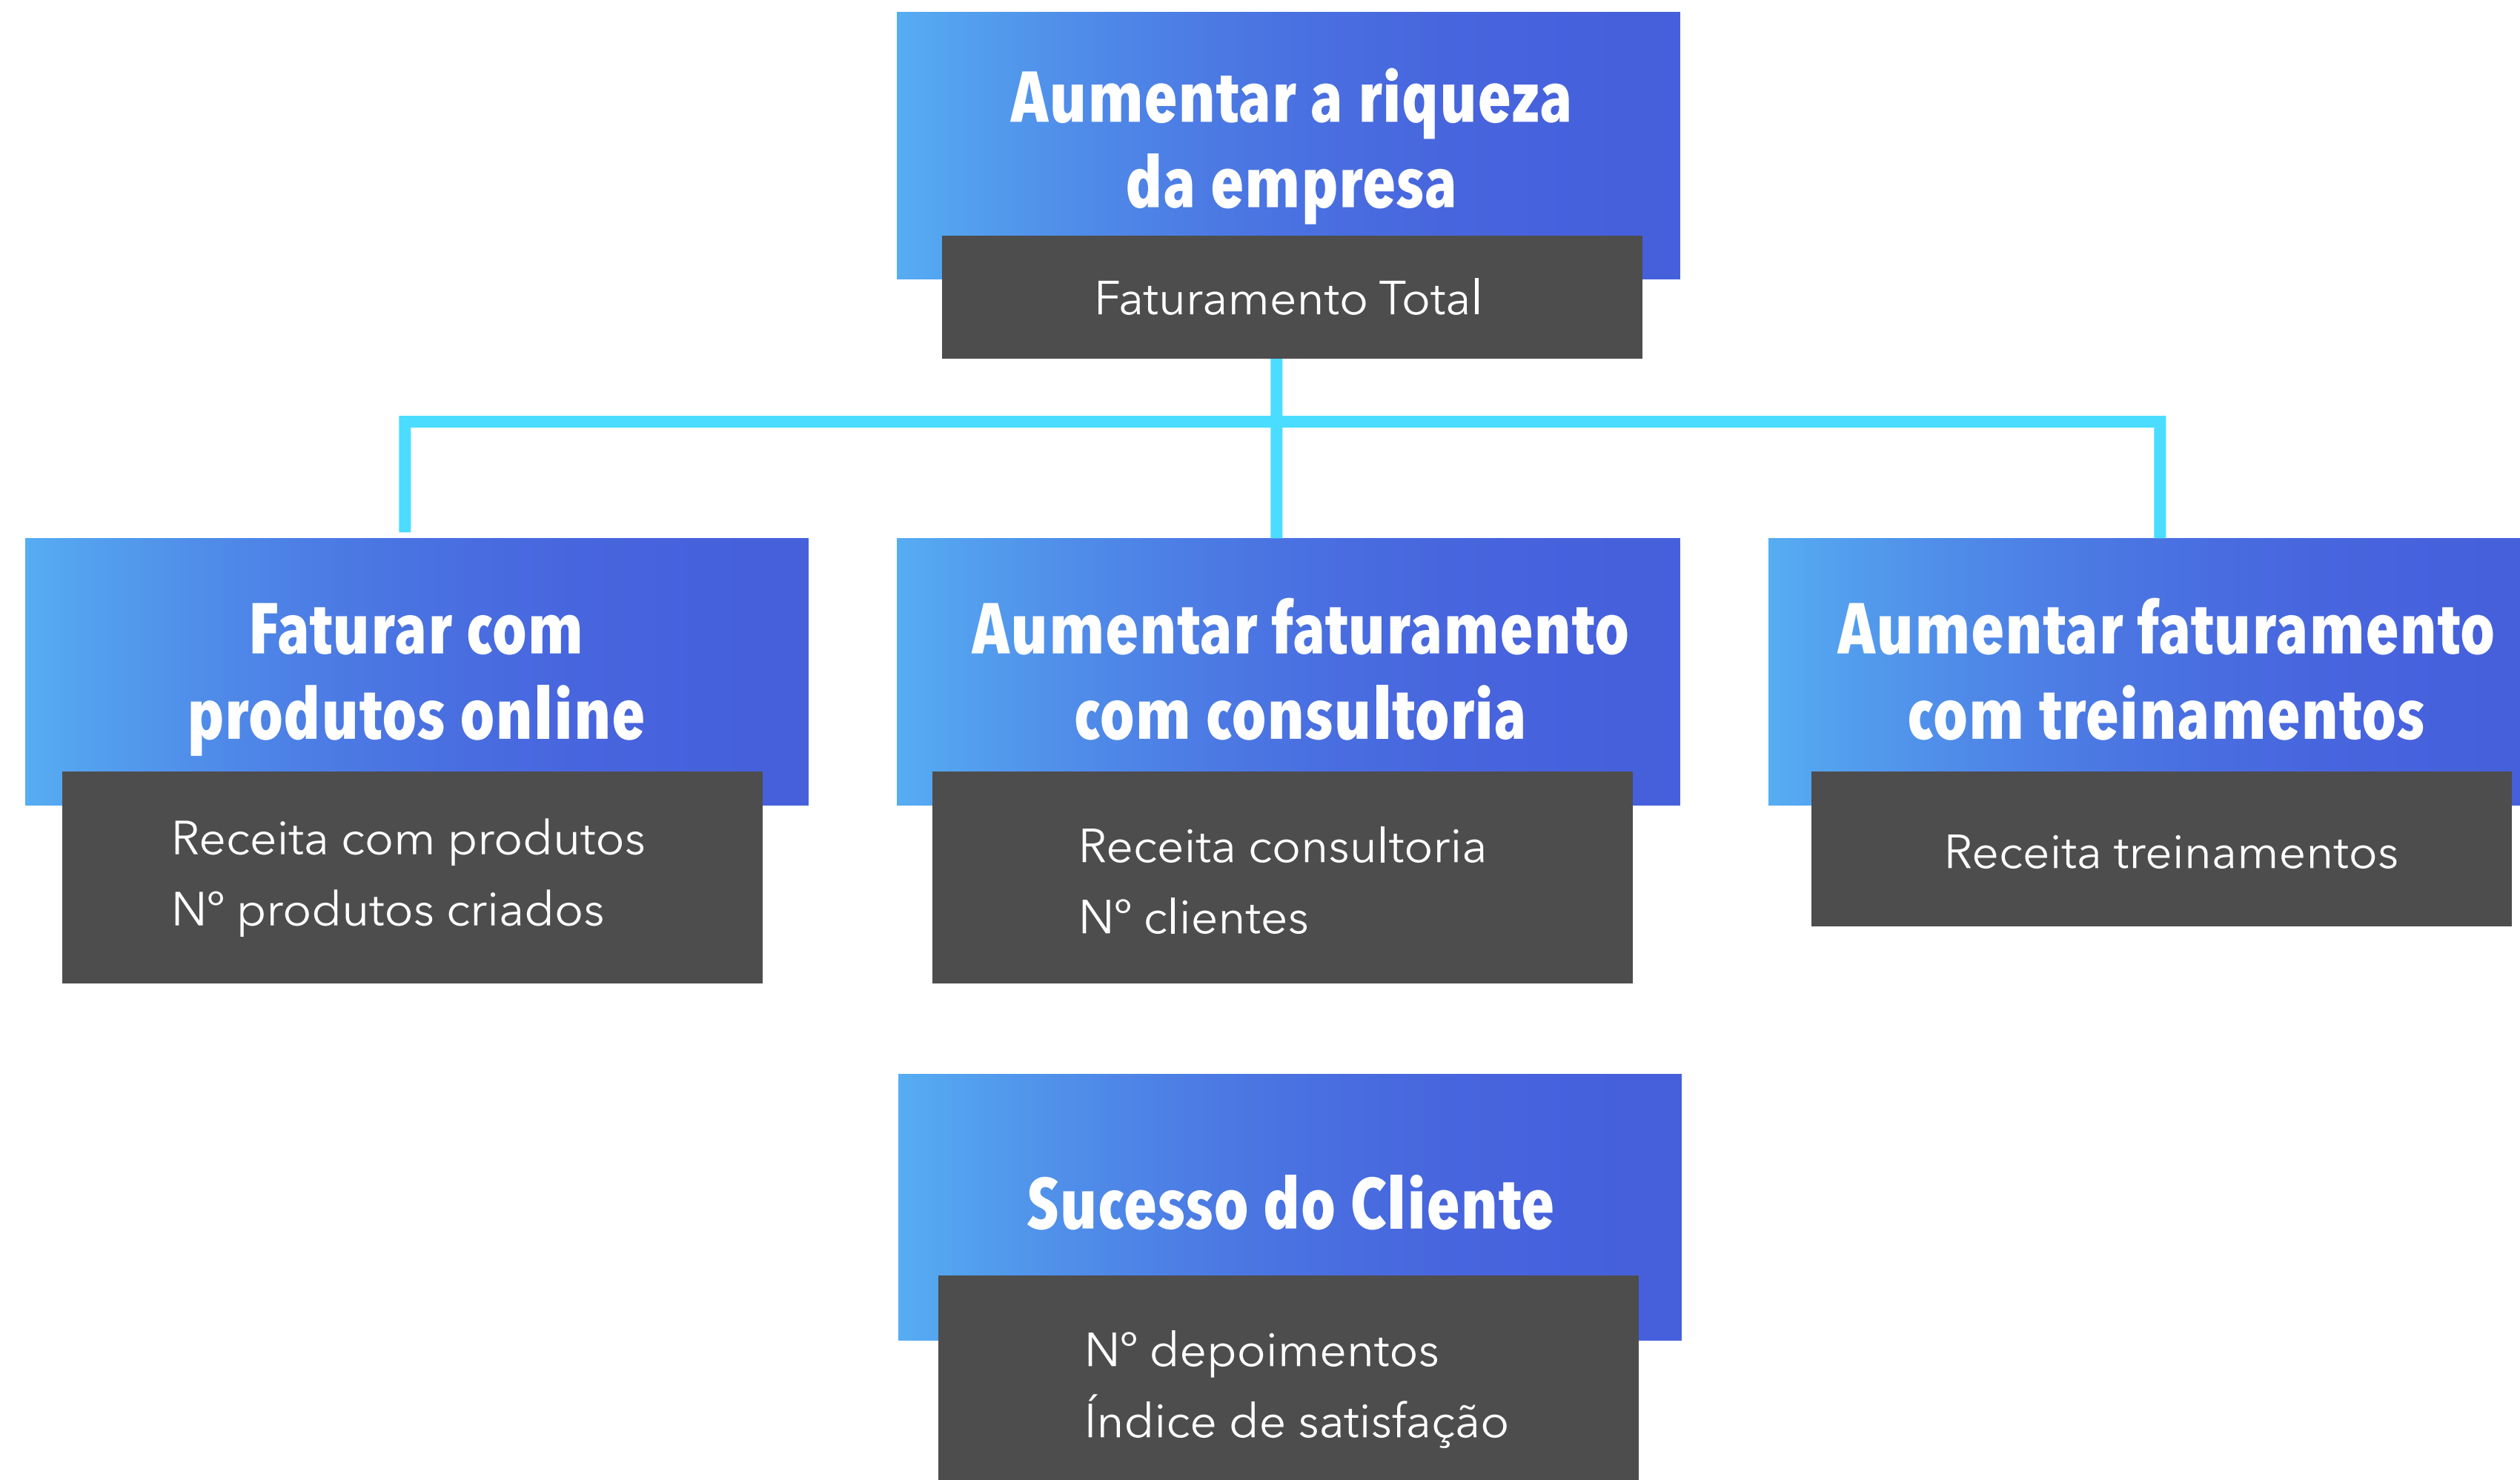 Aumentar a riqueza
da empresa
Faturamento Total
Faturar com
produtos online
Receita com produtos
Nº produtos criados
Aumentar faturamento
com consultoria
Receita consultoria
Nº clientes
Aumentar faturamento
com treinamentos
Receita treinamentos
Sucesso do Cliente
N° depoimentos
Índice de satisfação